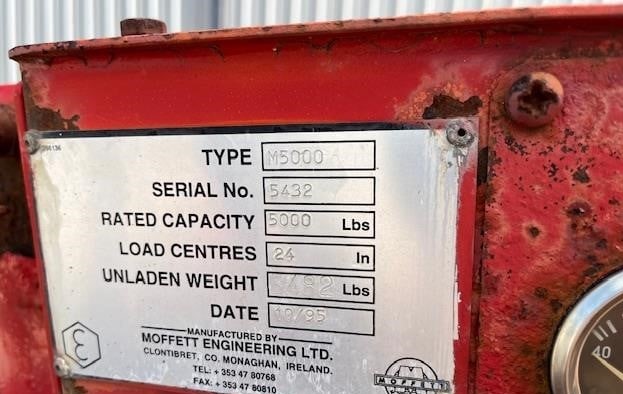 TYPE M5000
SERIAL No. 5432
RATED CAPACITY 5000 Lbs
LOAD CENTRES 24 In
UNLADEN WEIGHT Lbs
DATE 10/95
MANUFACTURED BY
MOFFETT ENGINEERING LTD.
CLONTIBRET, CO. MONAGHAN, IRELAND.
TEL: + 353 47 80768
FAX: + 353 47 80810
MOFFETT
40